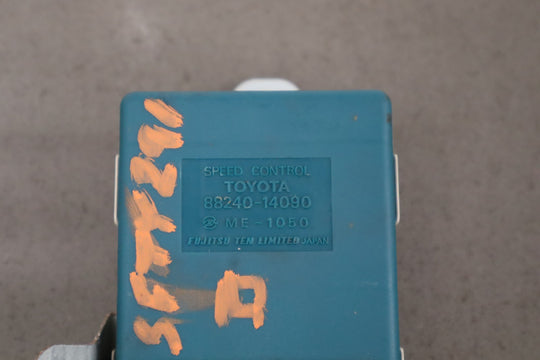 SPEED CONTROL
TOYOTA
88240-14090
ME-1050
FUJITSU TEN LIMITED JAPAN